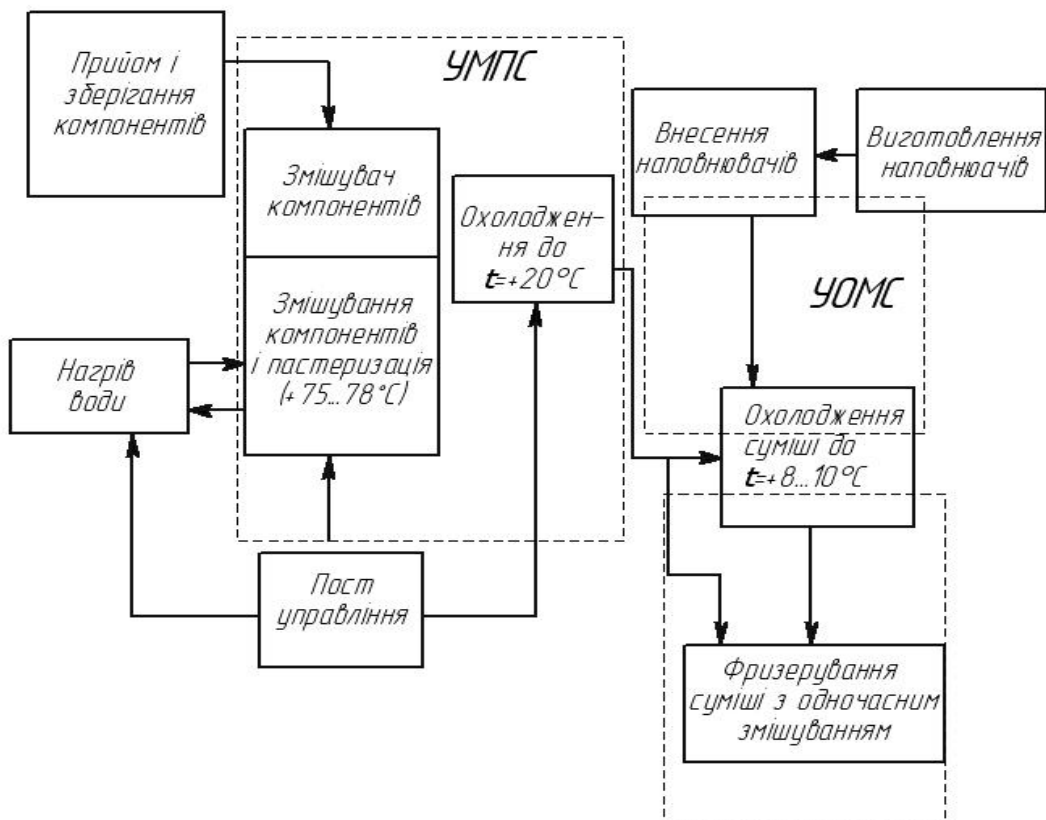 Прийом і
зберігання
компонентів
УМПС
Змішувач
компонентів
Змішування
компонентів
і пастеризація
(+75...78°С)
Охолоджен-
ня до
t=+20°С
Внесення
наповнювачів
Виготовлення
наповнюачів
УОМС
Нагрів
води
Охолодження
суміші до
t=+8...10°С
Пост
управління
Фризерування
суміші з одночасним
змішуванням